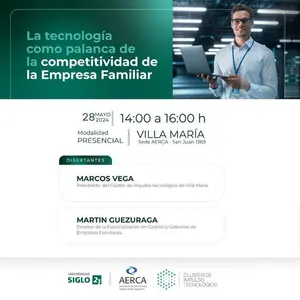 La tecnología
como palanca de
la competitividad de
la Empresa Familiar
28 MAYO 2024
14:00 a 16:00 h
Modalidad
PRESENCIAL
VILLA MARÍA
Sede AERCA - San Juan 1369
DISERTANTES
MARCOS VEGA
Presidente del Clúster de Impulso tecnológico de Villa María
MARTIN GUEZURAGA
Director de la Especialización en Gestión y Gobierno de
Empresas Familiares.
UNIVERSIDAD
SIGLO 21
AERCA
CLUSTER DE
IMPULSO
TECNOLÓGICO